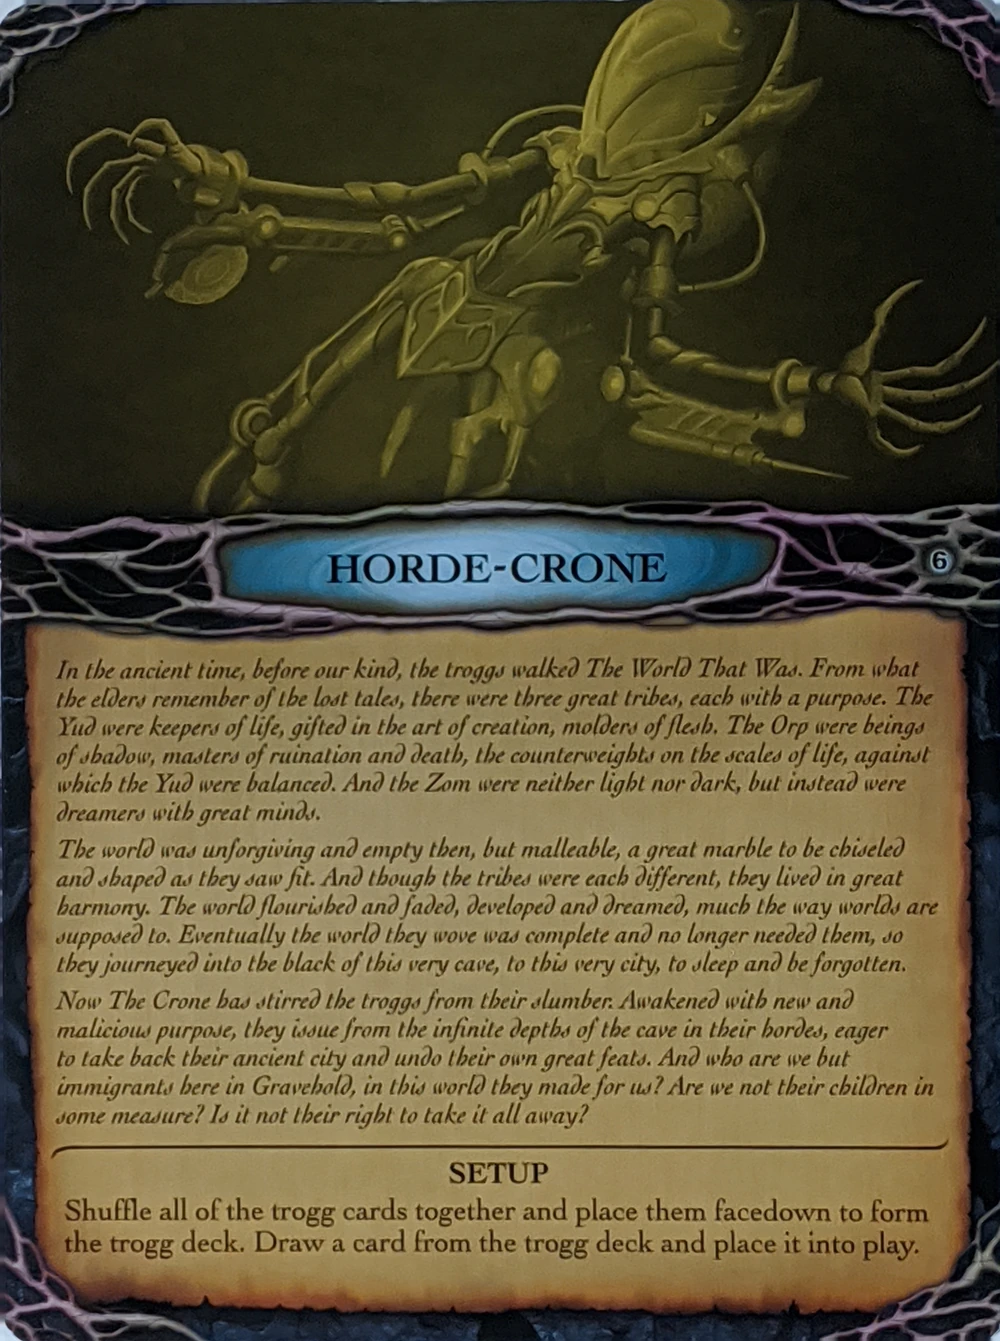 HORDE-CRONE
6
In the ancient time, before our kind, the troggs walked The World That Was. From what
the elders remember of the lost tales, there were three great tribes, each with a purpose. The
Yud were keepers of life, gifted in the art of creation, molders of flesh. The Orp were beings
of shadow, masters of ruination and death, the counterweights on the scales of life, against
which the Yud were balanced. And the Zom were neither light nor dark, but instead were
dreamers with great minds.
The world was unforgiving and empty then, but malleable, a great marble to be chiseled
and shaped as they saw fit. And though the tribes were each different, they lived in great
harmony. The world flourished and faded, developed and dreamed, much the way worlds are
supposed to. Eventually the world they wove was complete and no longer needed them, so
they journeyed into the black of this very cave, to this very city, to sleep and be forgotten.
Now The Crone has stirred the troggs from their slumber. Awakened with new and
malicious purpose, they issue from the infinite depths of the cave in their hordes, eager
to take back their ancient city and undo their own great feats. And who are we but
immigrants here in Gravehold, in this world they made for us? Are we not their children in
some measure? Is it not their right to take it all away?
SETUP
Shuffle all of the trogg cards together and place them facedown to form
the trogg deck. Draw a card from the trogg deck and place it into play.